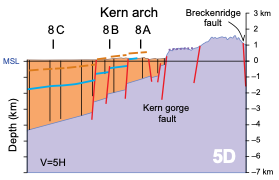 Kern arch
Breckenridge
fault
8C
8B
8A
3 km
2
1
MSL
0
-1
-2
-3
-4
-5
-6
-7 km
Depth (km)
Kern gorge
fault
V=5H
5D